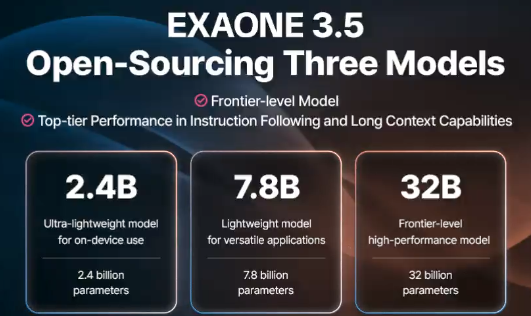 EXAONE 3.5
Open-Sourcing Three Models
Frontier-level Model
Top-tier Performance in Instruction Following and Long Context Capabilities
2.4B
Ultra-lightweight model
for on-device use
2.4 billion
parameters
7.8B
Lightweight model
for versatile applications
7.8 billion
parameters
32B
Frontier-level
high-performance model
32 billion
parameters